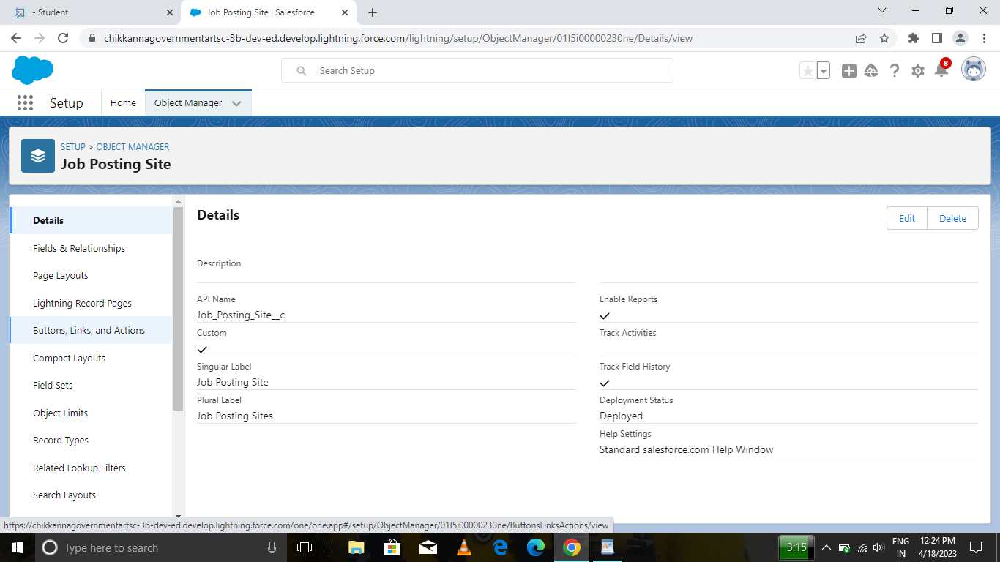 - Student
Job Posting Site | Salesforce
chikkannagovernmentartsc-3b-dev-ed.develop.lightning.force.com/lightning/setup/ObjectManager/01I5i00000230ne/Details/view
Search Setup
8
Setup
Home
Object Manager
SETUP > OBJECT MANAGER
Job Posting Site
Details
Fields & Relationships
Page Layouts
Lightning Record Pages
Buttons, Links, and Actions
Compact Layouts
Field Sets
Object Limits
Record Types
Related Lookup Filters
Search Layouts
Details
Edit
Delete
Description
API Name
Job_Posting_Site__c
Custom
Singular Label
Job Posting Site
Plural Label
Job Posting Sites
Enable Reports
Track Activities
Track Field History
Deployment Status
Deployed
Help Settings
Standard salesforce.com Help Window
https://chikkannagovernmentartsc-3b-dev-ed.develop.lightning.force.com/one/one.app#/setup/ObjectManager/01I5i00000230ne/ButtonsLinksActions/view
Type here to search
3:15
ENG
IN
12:24 PM
4/18/2023